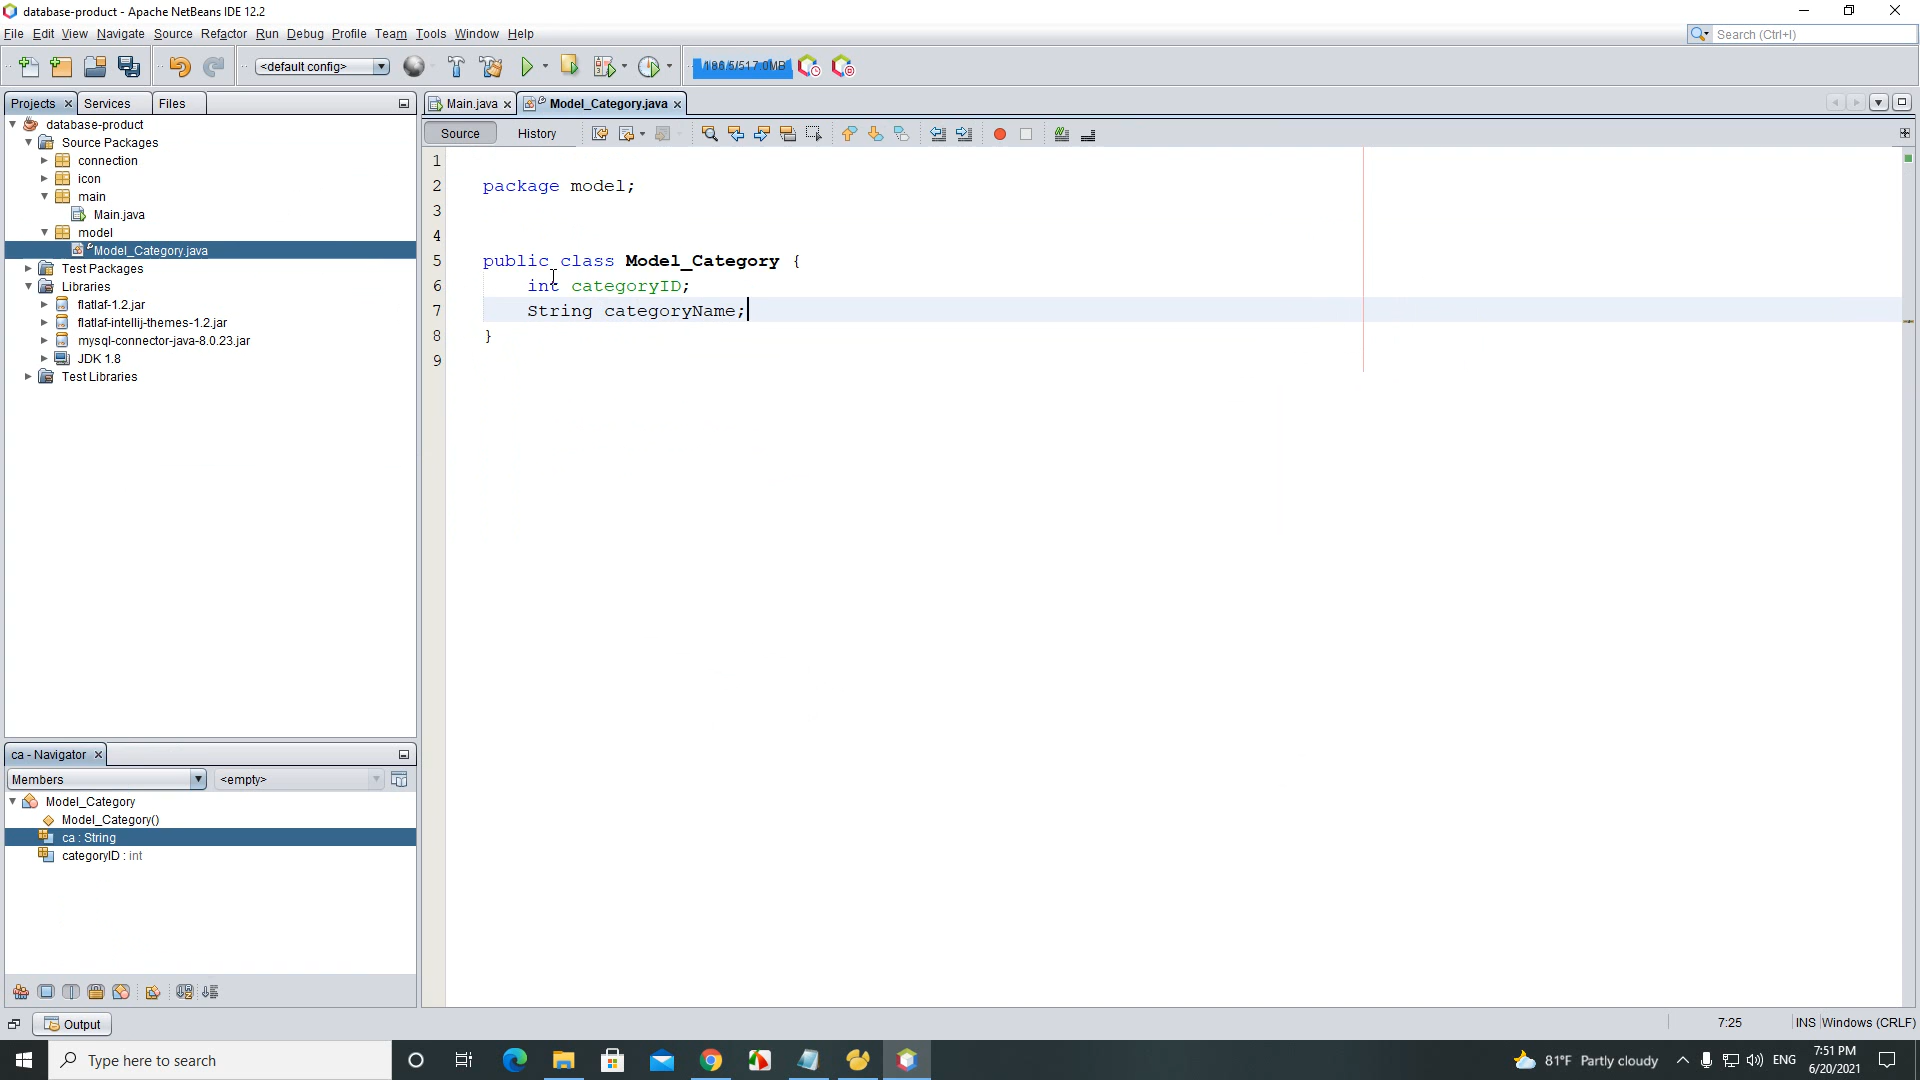 database-product - Apache NetBeans IDE 12.2
File Edit View Navigate Source Refactor Run Debug Profile Team Tools Window Help
Search (Ctrl+I)
<default config>
186.5/517.0MB
Projects Services Files
Main.java Model_Category.java
Source History
database-product
Source Packages
connection
icon
main
Main.java
model
Model_Category.java
Test Packages
Libraries
flatlaf-1.2.jar
flatlaf-intellij-themes-1.2.jar
mysql-connector-java-8.0.23.jar
JDK 1.8
Test Libraries
1
2 package model;
3
4
5 public class Model_Category {
6 int categoryID;
7 String categoryName;
8 }
9
ca - Navigator
Members <empty>
Model_Category
Model_Category()
ca : String
categoryID : int
Output
7:25 INS Windows (CRLF)
Type here to search
81°F Partly cloudy
ENG
7:51 PM
6/20/2021